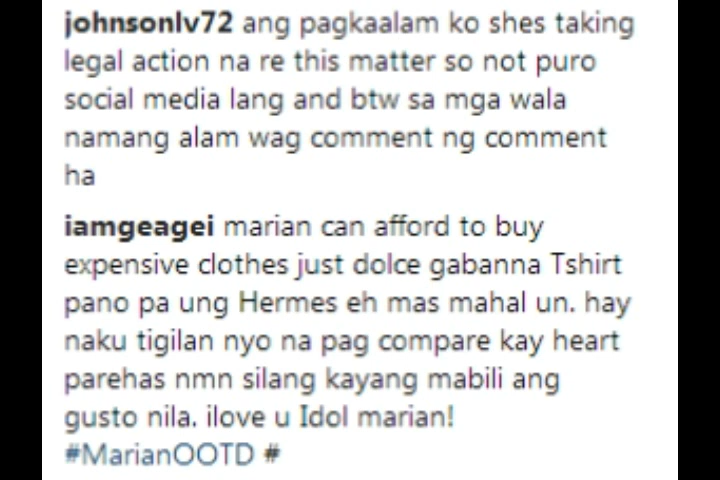 johnsonlv72 ang pagkaalam ko shes taking
legal action na re this matter so not puro
social media lang and btw sa mga wala
namang alam wag comment ng comment
ha
iamgeagei marian can afford to buy
expensive clothes just dolce gabanna Tshirt
pano pa ung Hermes eh mas mahal un. hay
naku tigilan nyo na pag compare kay heart
parehas nmn silang kayang mabili ang
gusto nila. ilove u Idol marian!
#MarianOOTD #